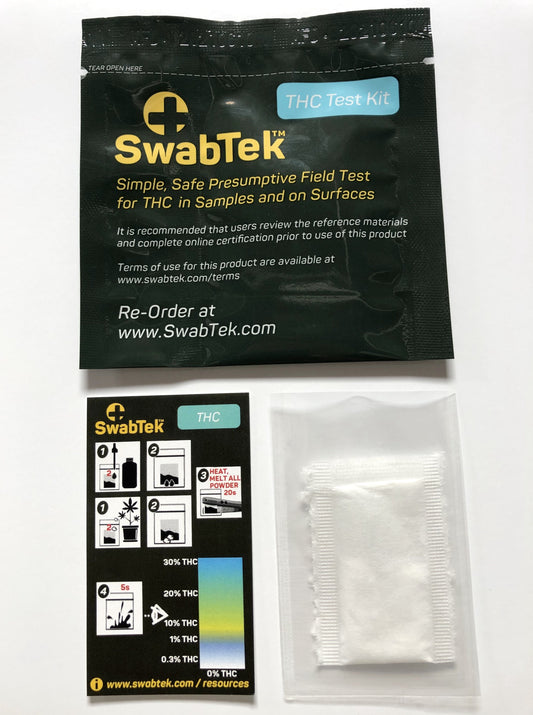 TEAR OPEN HERE
THC Test Kit
SwabTek™
Simple, Safe Presumptive Field Test
for THC in Samples and on Surfaces
It is recommended that users review the reference materials
and complete online certification prior to use of this product
Terms of use for this product are available at
www.swabtek.com/terms
Re-Order at
www.SwabTek.com
SwabTek™
THC
1
2
2
3
HEAT,
MELT ALL
POWDER
20s
1
2
2
4
5s
30% THC
20% THC
10% THC
1% THC
0.3% THC
0% THC
i www.swabtek.com / resources